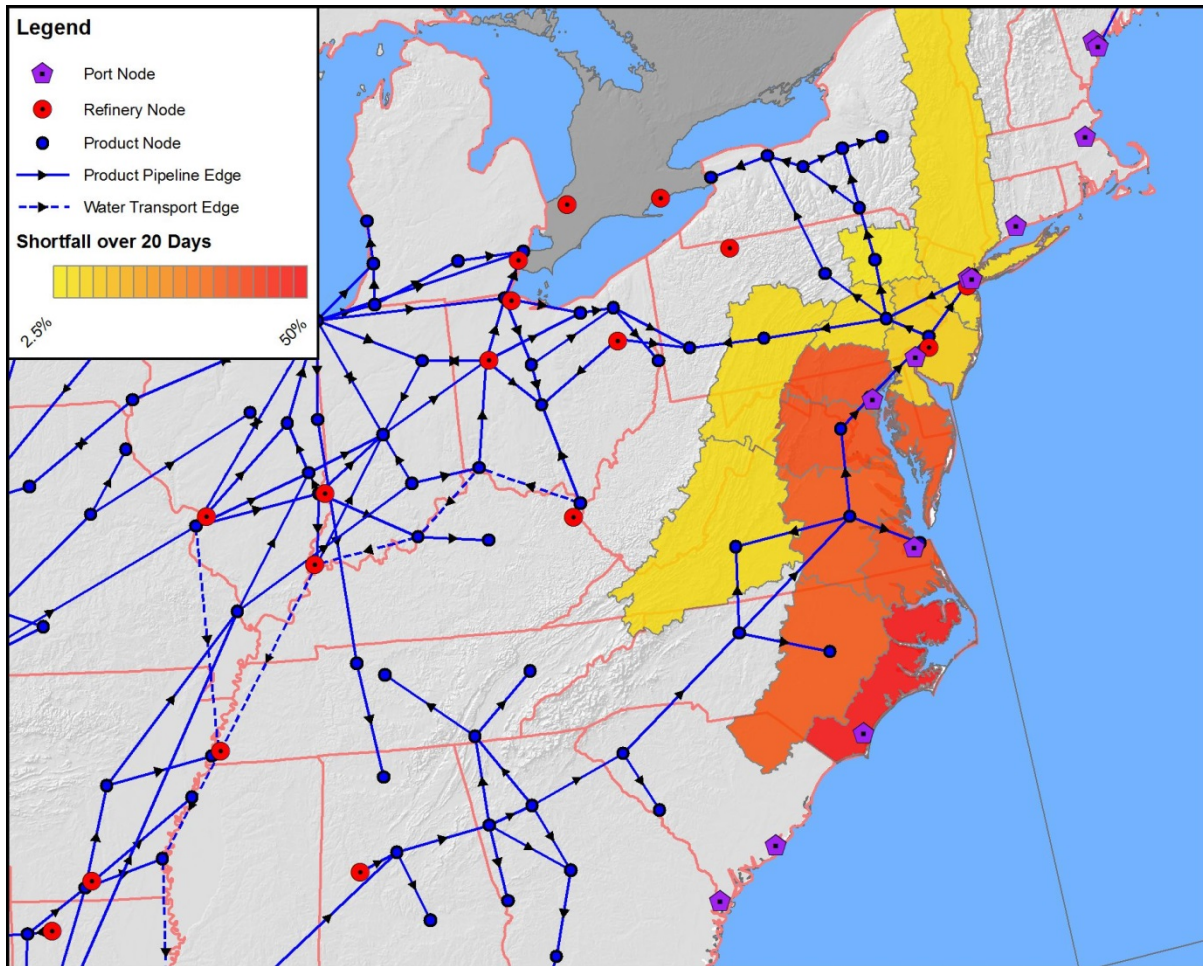 Legend
Port Node
Refinery Node
Product Node
Product Pipeline Edge
Water Transport Edge
Shortfall over 20 Days
2.5%
50%